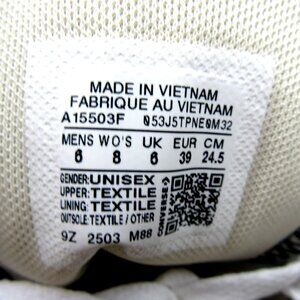 MADE IN VIETNAM
FABRIQUE AU VIETNAM
A15503F 053J5TPNE0M32
MENS WO'S UK EUR CM
6 8 6 39 24.5
GENDER: UNISEX
UPPER: TEXTILE
LINING: TEXTILE
OUTSOLE: TEXTILE / OTHER
9Z 2503 M88